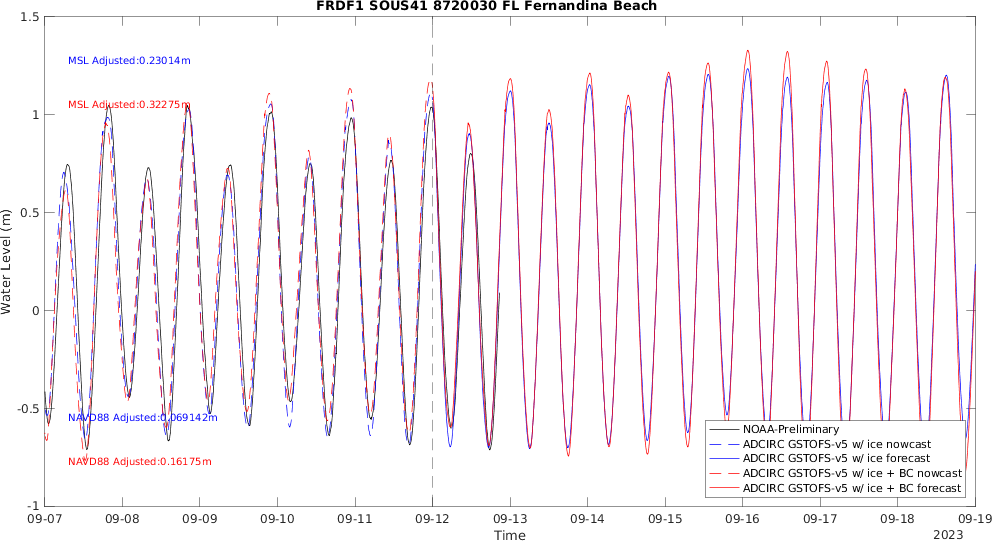 FRDF1 SOUS41 8720030 FL Fernandina Beach
1.5
MSL Adjusted:0.23014m
MSL Adjusted:0.32275m
1
0.5
Water Level (m)
0
-0.5
NAVD88 Adjusted:0.069142m
NAVD88 Adjusted:0.16175m
-1
NOAA-Preliminary
ADCIRC GSTOFS-v5 w/ ice nowcast
ADCIRC GSTOFS-v5 w/ ice forecast
ADCIRC GSTOFS-v5 w/ ice + BC nowcast
ADCIRC GSTOFS-v5 w/ ice + BC forecast
09-07 09-08 09-09 09-10 09-11 09-12 09-13 09-14 09-15 09-16 09-17 09-18 09-19
Time
2023